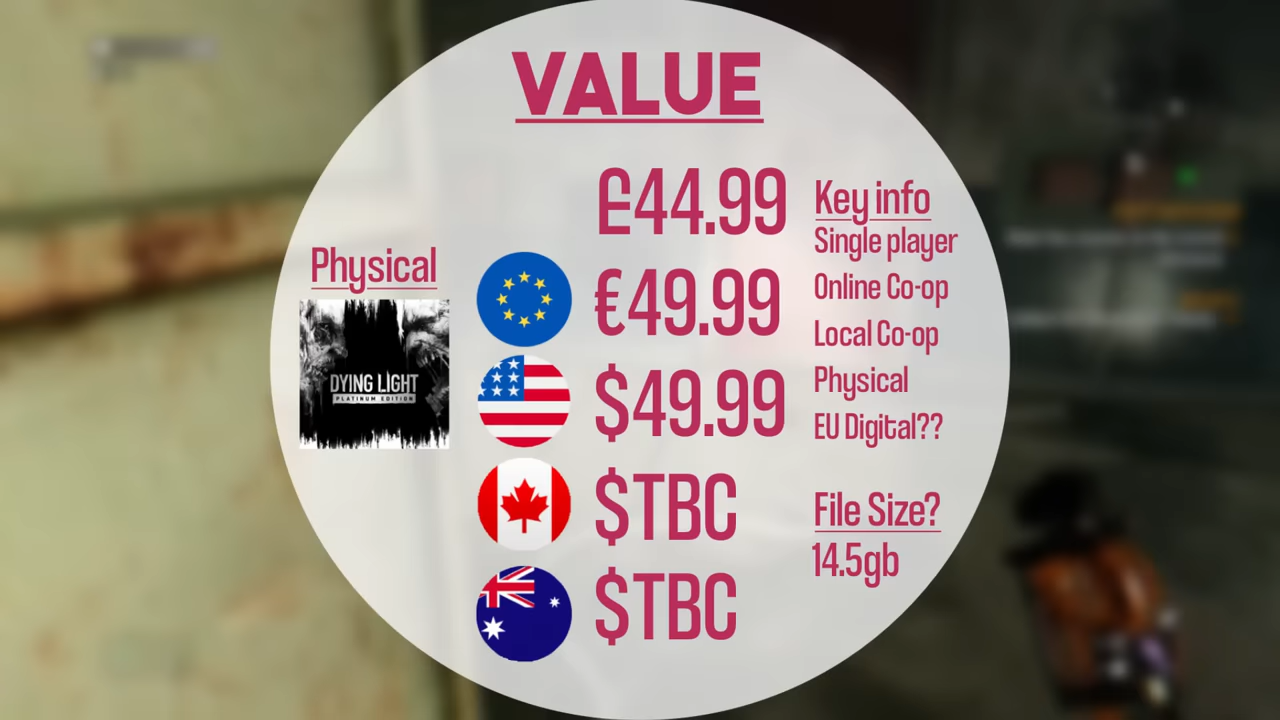 VALUE
Physical
DYING LIGHT
PLATINUM EDITION
£44.99
€49.99
$49.99
$TBC
$TBC
Key info
Single player
Online Co-op
Local Co-op
Physical
EU Digital??
File Size?
14.5gb